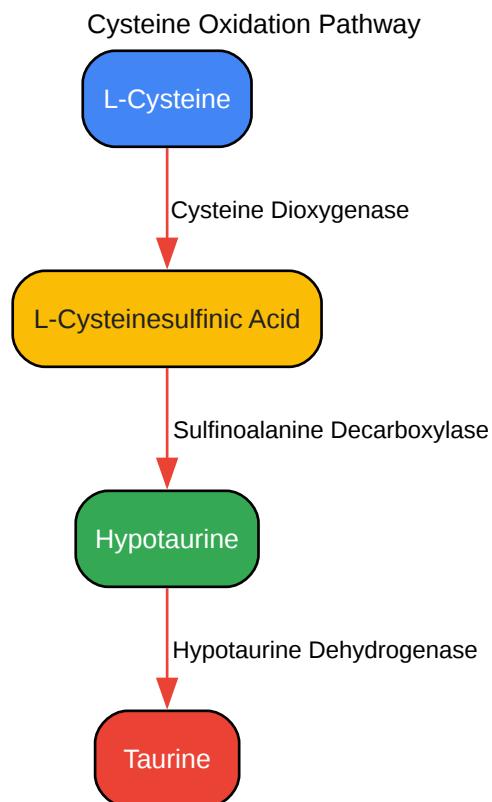 Cysteine Oxidation Pathway
L-Cysteine
Cysteine Dioxygenase
L-Cysteinesulfinic Acid
Sulfinoalanine Decarboxylase
Hypotaurine
Hypotaurine Dehydrogenase
Taurine